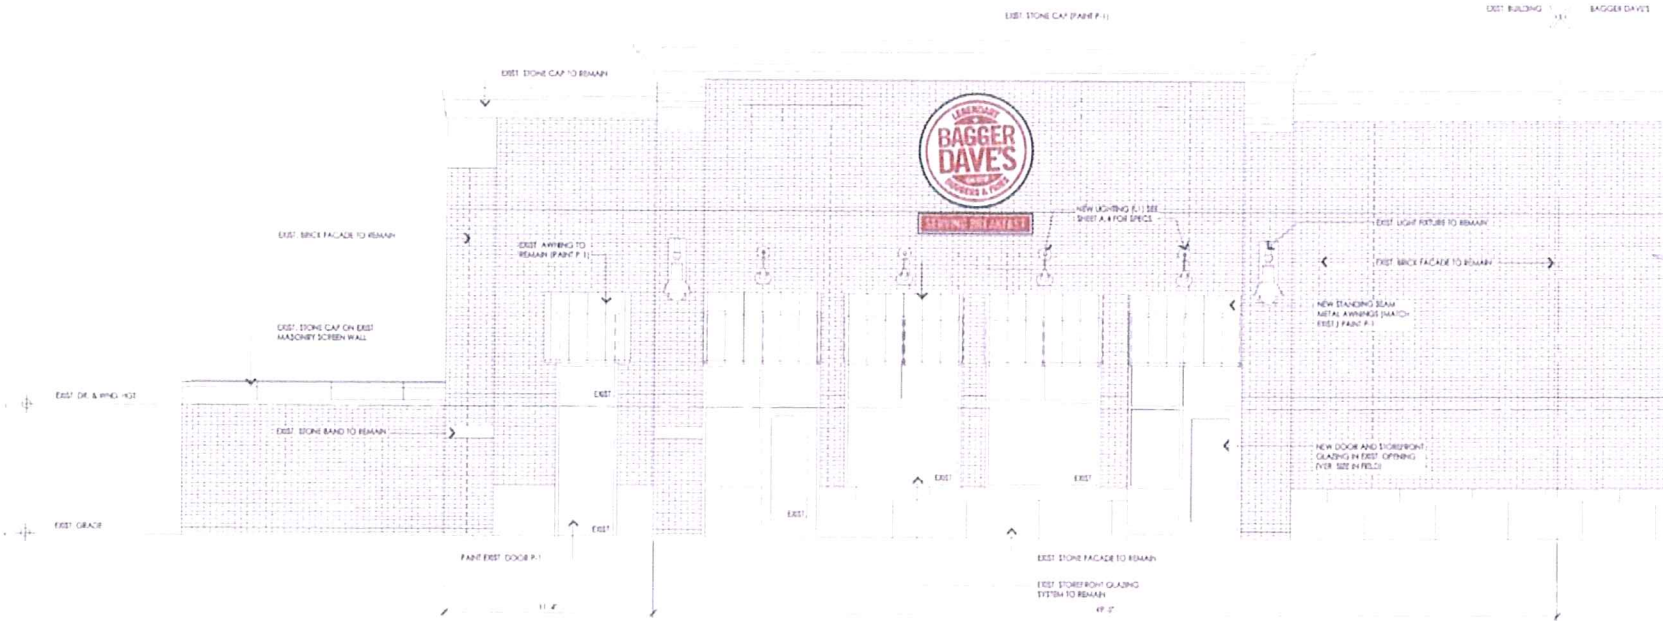 EXIST. STONE CAP (PAINT P-1)
EXIST. BUILDING
BAGGER DAVE'S
EXIST. STONE CAP TO REMAIN
LEGENDARY
BAGGER
DAVE'S
BURGERS & FRIES
SERVING BREAKFAST
NEW LIGHTING (L1) SEE
SHEET A.4 FOR SPECS
EXIST. LIGHT FIXTURE TO REMAIN
EXIST. BRICK FACADE TO REMAIN
EXIST. AWNING TO
REMAIN (PAINT P-1)
EXIST. BRICK FACADE TO REMAIN
NEW STANDING SEAM
METAL AWNINGS (MATCH
EXIST.) PAINT P-1
EXIST. STONE CAP ON EXIST.
MASONRY SCREEN WALL
EXIST. DR. & WND. HGT.
EXIST.
EXIST. STONE BAND TO REMAIN
NEW DOOR AND STOREFRONT
GLAZING IN EXIST. OPENING
(VER. SIZE IN FIELD)
EXIST.
EXIST.
EXIST.
EXIST. GRADE
EXIST.
PAINT EXIST. DOOR P-1
EXIST. STONE FACADE TO REMAIN
EXIST. STOREFRONT GLAZING
SYSTEM TO REMAIN